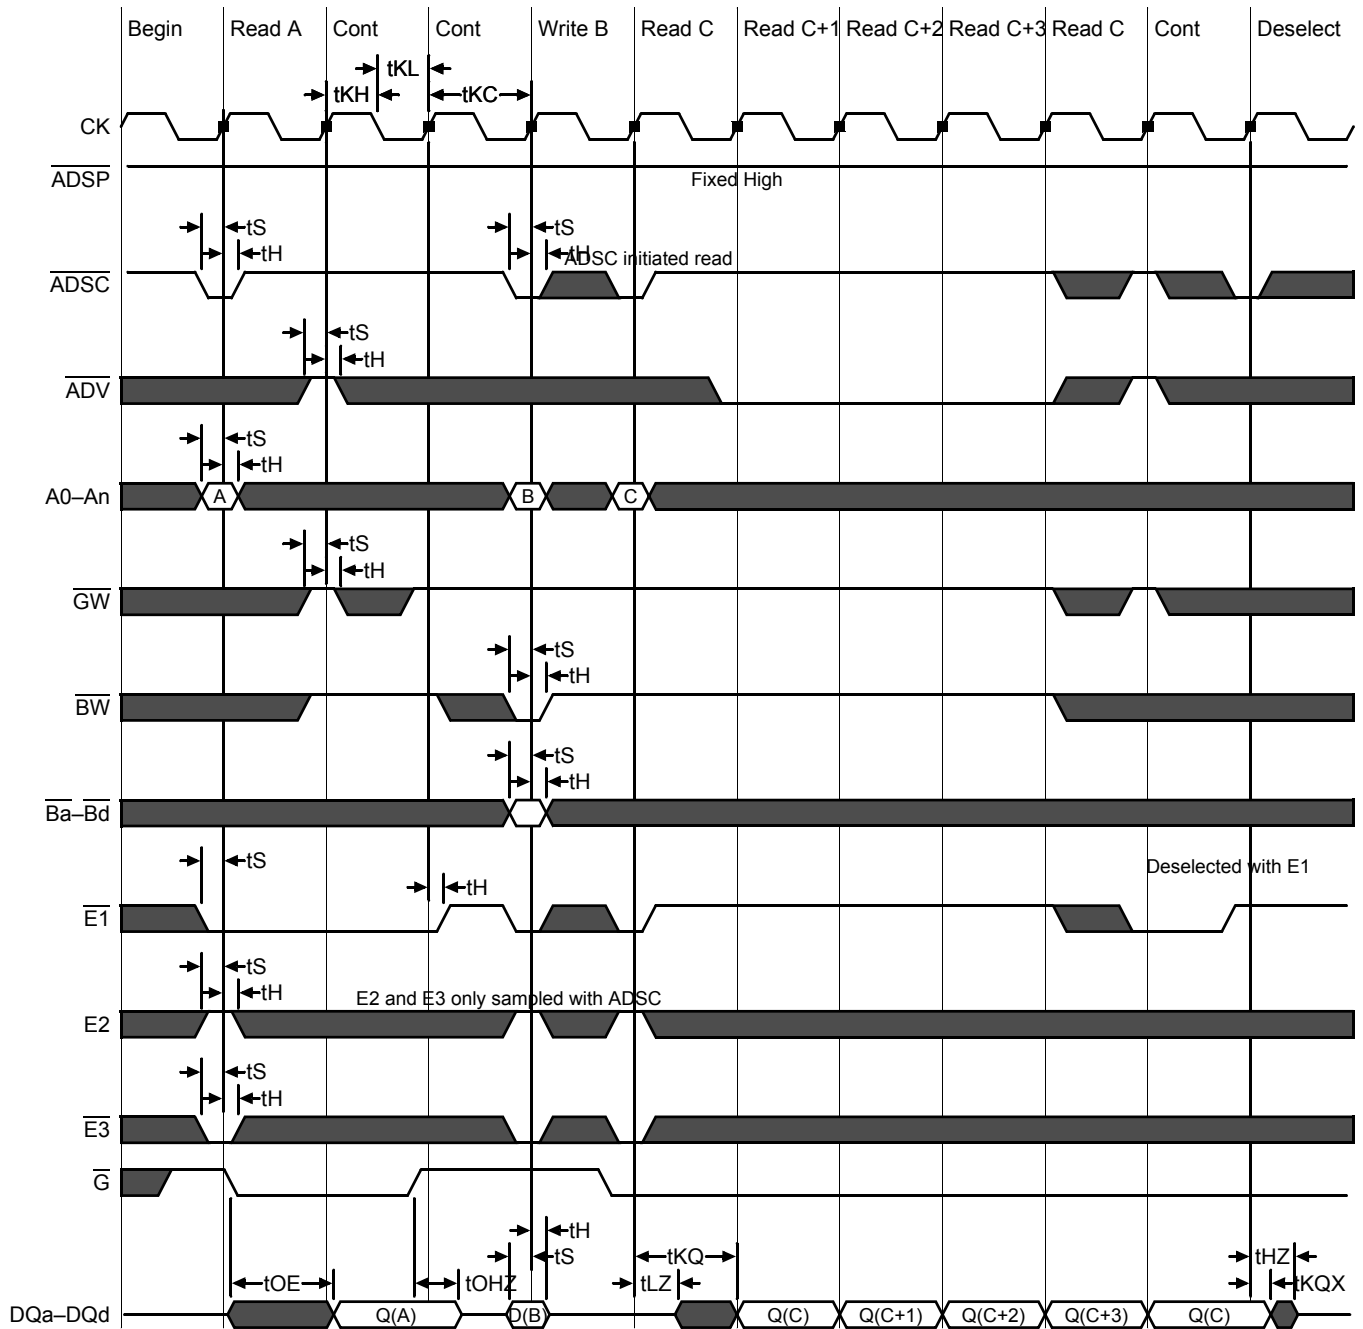 Begin Read A Cont Cont Write B Read C Read C+1 Read C+2 Read C+3 Read C Cont Deselect
tKL
tKH tKC
CK
ADSP
Fixed High
tS tS
tH tH
ADSC initiated read
ADSC
tS
tH
ADV
tS
tH
A0–An A B C
tS
tH
GW
tS
tH
BW
tS
tH
Ba–Bd
tS
Deselected with E1
tH
E1
tS
tH
E2 and E3 only sampled with ADSC
E2
tS
tH
E3
G
tH
tS tKQ tHZ
tOE tOHZ tLZ tKQX
DQa–DQd Q(A) D(B) Q(C) Q(C+1) Q(C+2) Q(C+3) Q(C)